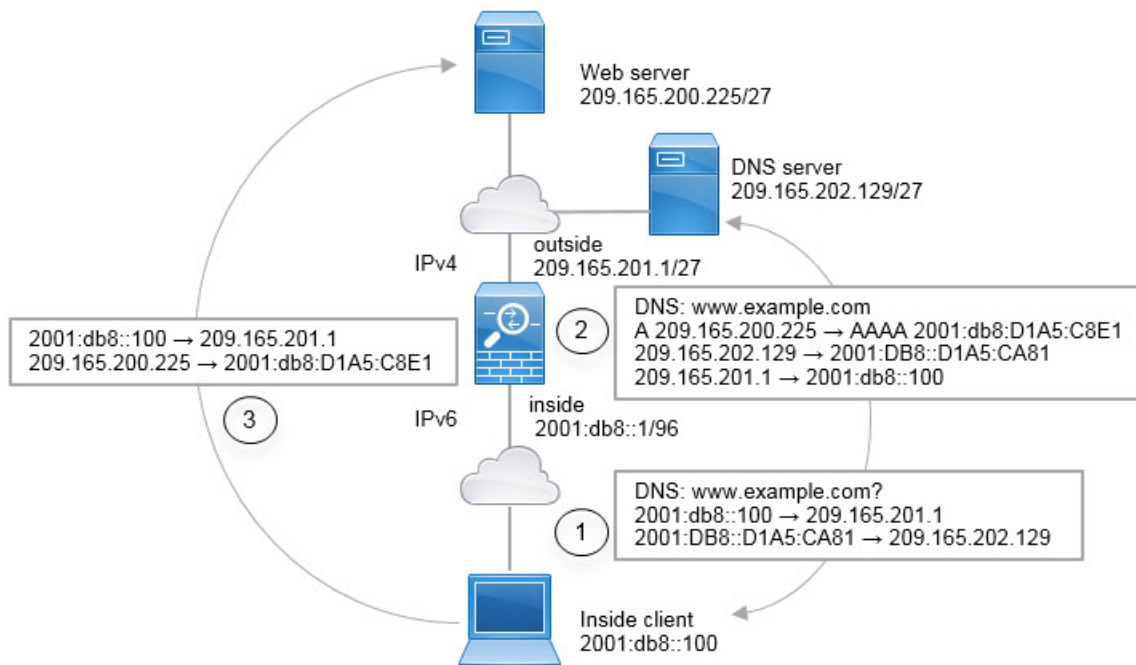 Web server
209.165.200.225/27
DNS server
209.165.202.129/27
outside
IPv4
209.165.201.1/27
2
DNS: www.example.com
A 209.165.200.225 → AAAA 2001:db8:D1A5:C8E1
209.165.202.129 → 2001:DB8::D1A5:CA81
209.165.201.1 → 2001:db8::100
2001:db8::100 → 209.165.201.1
209.165.200.225 → 2001:db8:D1A5:C8E1
3
IPv6
inside
2001:db8::1/96
1
DNS: www.example.com?
2001:db8::100 → 209.165.201.1
2001:DB8::D1A5:CA81 → 209.165.202.129
Inside client
2001:db8::100